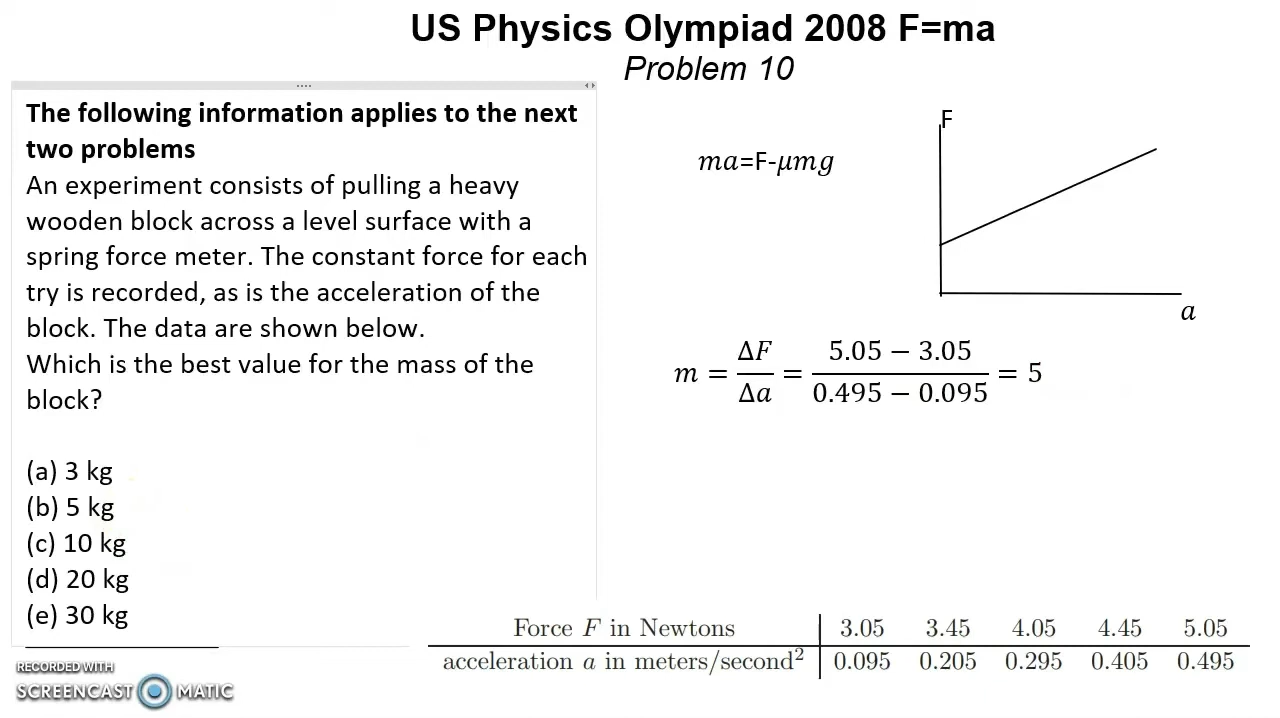 US Physics Olympiad 2008 F=ma
Problem 10
The following information applies to the next
two problems
An experiment consists of pulling a heavy
wooden block across a level surface with a
spring force meter. The constant force for each
try is recorded, as is the acceleration of the
block. The data are shown below.
Which is the best value for the mass of the
block?
(a) 3 kg
(b) 5 kg
(c) 10 kg
(d) 20 kg
(e) 30 kg
ma=F-μmg
F
a
m = ΔF/Δa = (5.05 − 3.05)/(0.495 − 0.095) = 5
Force F in Newtons 3.05 3.45 4.05 4.45 5.05
acceleration a in meters/second² 0.095 0.205 0.295 0.405 0.495
RECORDED WITH
SCREENCAST MATIC